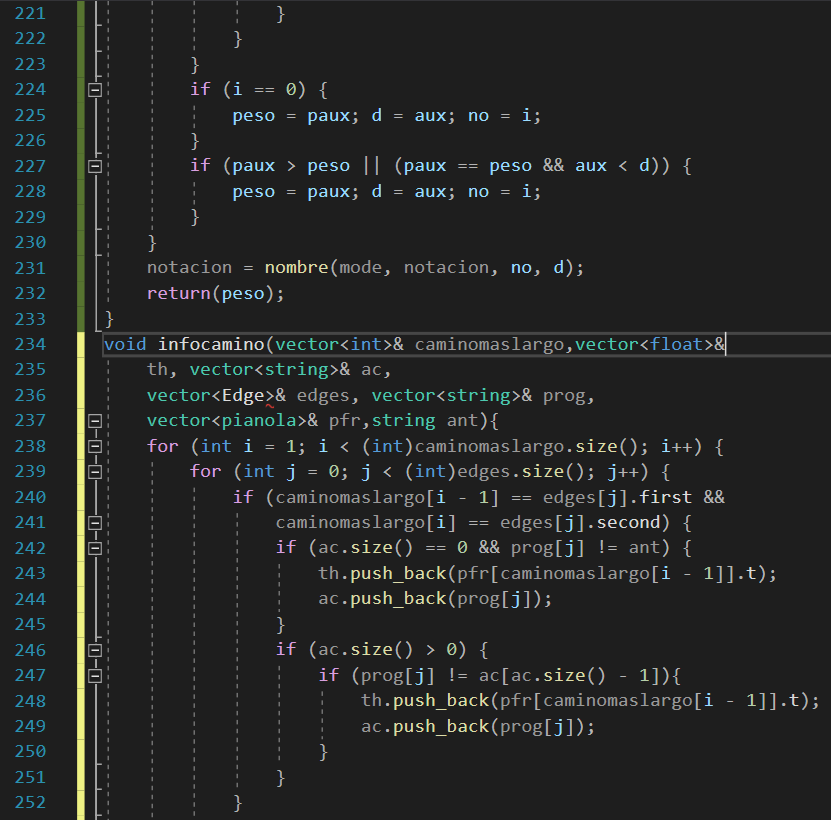 221 }
222 }
223 }
224 if (i == 0) {
225 peso = paux; d = aux; no = i;
226 }
227 if (paux > peso || (paux == peso && aux < d)) {
228 peso = paux; d = aux; no = i;
229 }
230 }
231 notacion = nombre(mode, notacion, no, d);
232 return(peso);
233 }
234 void infocamino(vector<int>& caminomaslargo,vector<float>&
235 th, vector<string>& ac,
236 vector<Edge>& edges, vector<string>& prog,
237 vector<pianola>& pfr,string ant){
238 for (int i = 1; i < (int)caminomaslargo.size(); i++) {
239 for (int j = 0; j < (int)edges.size(); j++) {
240 if (caminomaslargo[i - 1] == edges[j].first &&
241 caminomaslargo[i] == edges[j].second) {
242 if (ac.size() == 0 && prog[j] != ant) {
243 th.push_back(pfr[caminomaslargo[i - 1]].t);
244 ac.push_back(prog[j]);
245 }
246 if (ac.size() > 0) {
247 if (prog[j] != ac[ac.size() - 1]){
248 th.push_back(pfr[caminomaslargo[i - 1]].t);
249 ac.push_back(prog[j]);
250 }
251 }
252 }